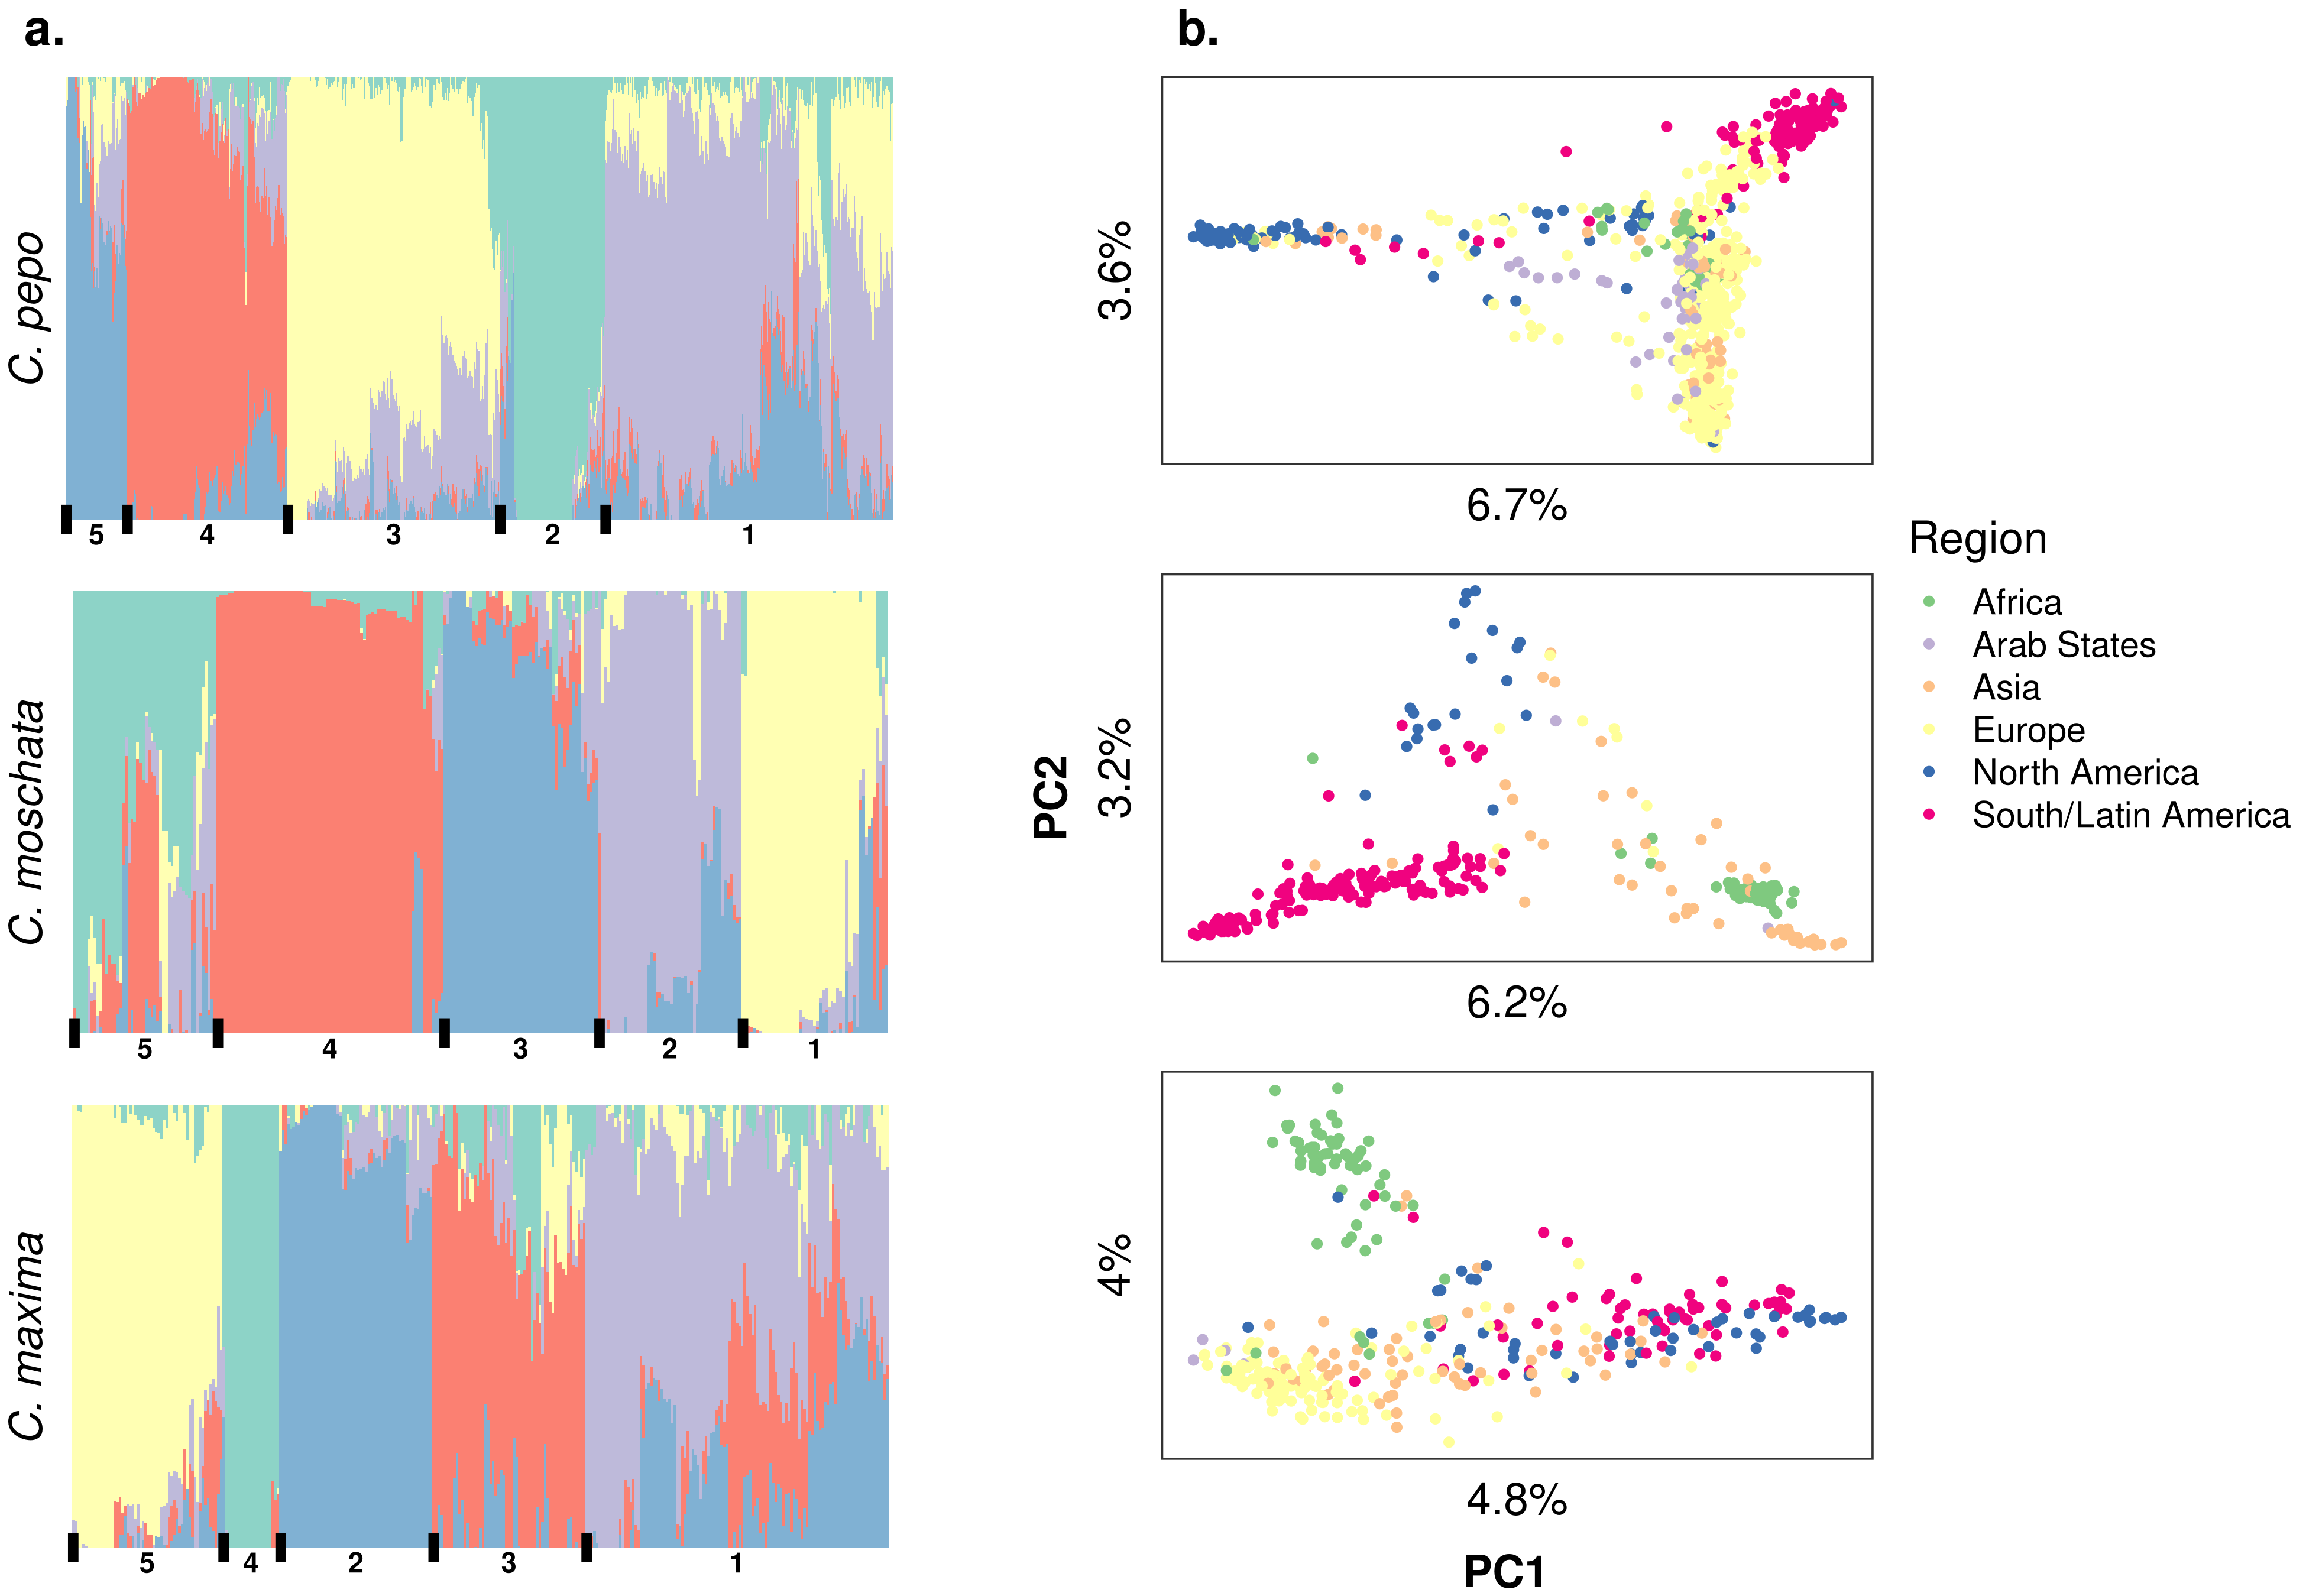 a.
C. pepo
5 4 3 2 1
C. moschata
5 4 3 2 1
C. maxima
5 4 2 3 1
b.
3.6%
6.7%
PC2
3.2%
6.2%
4%
4.8%
PC1
Region
Africa
Arab States
Asia
Europe
North America
South/Latin America